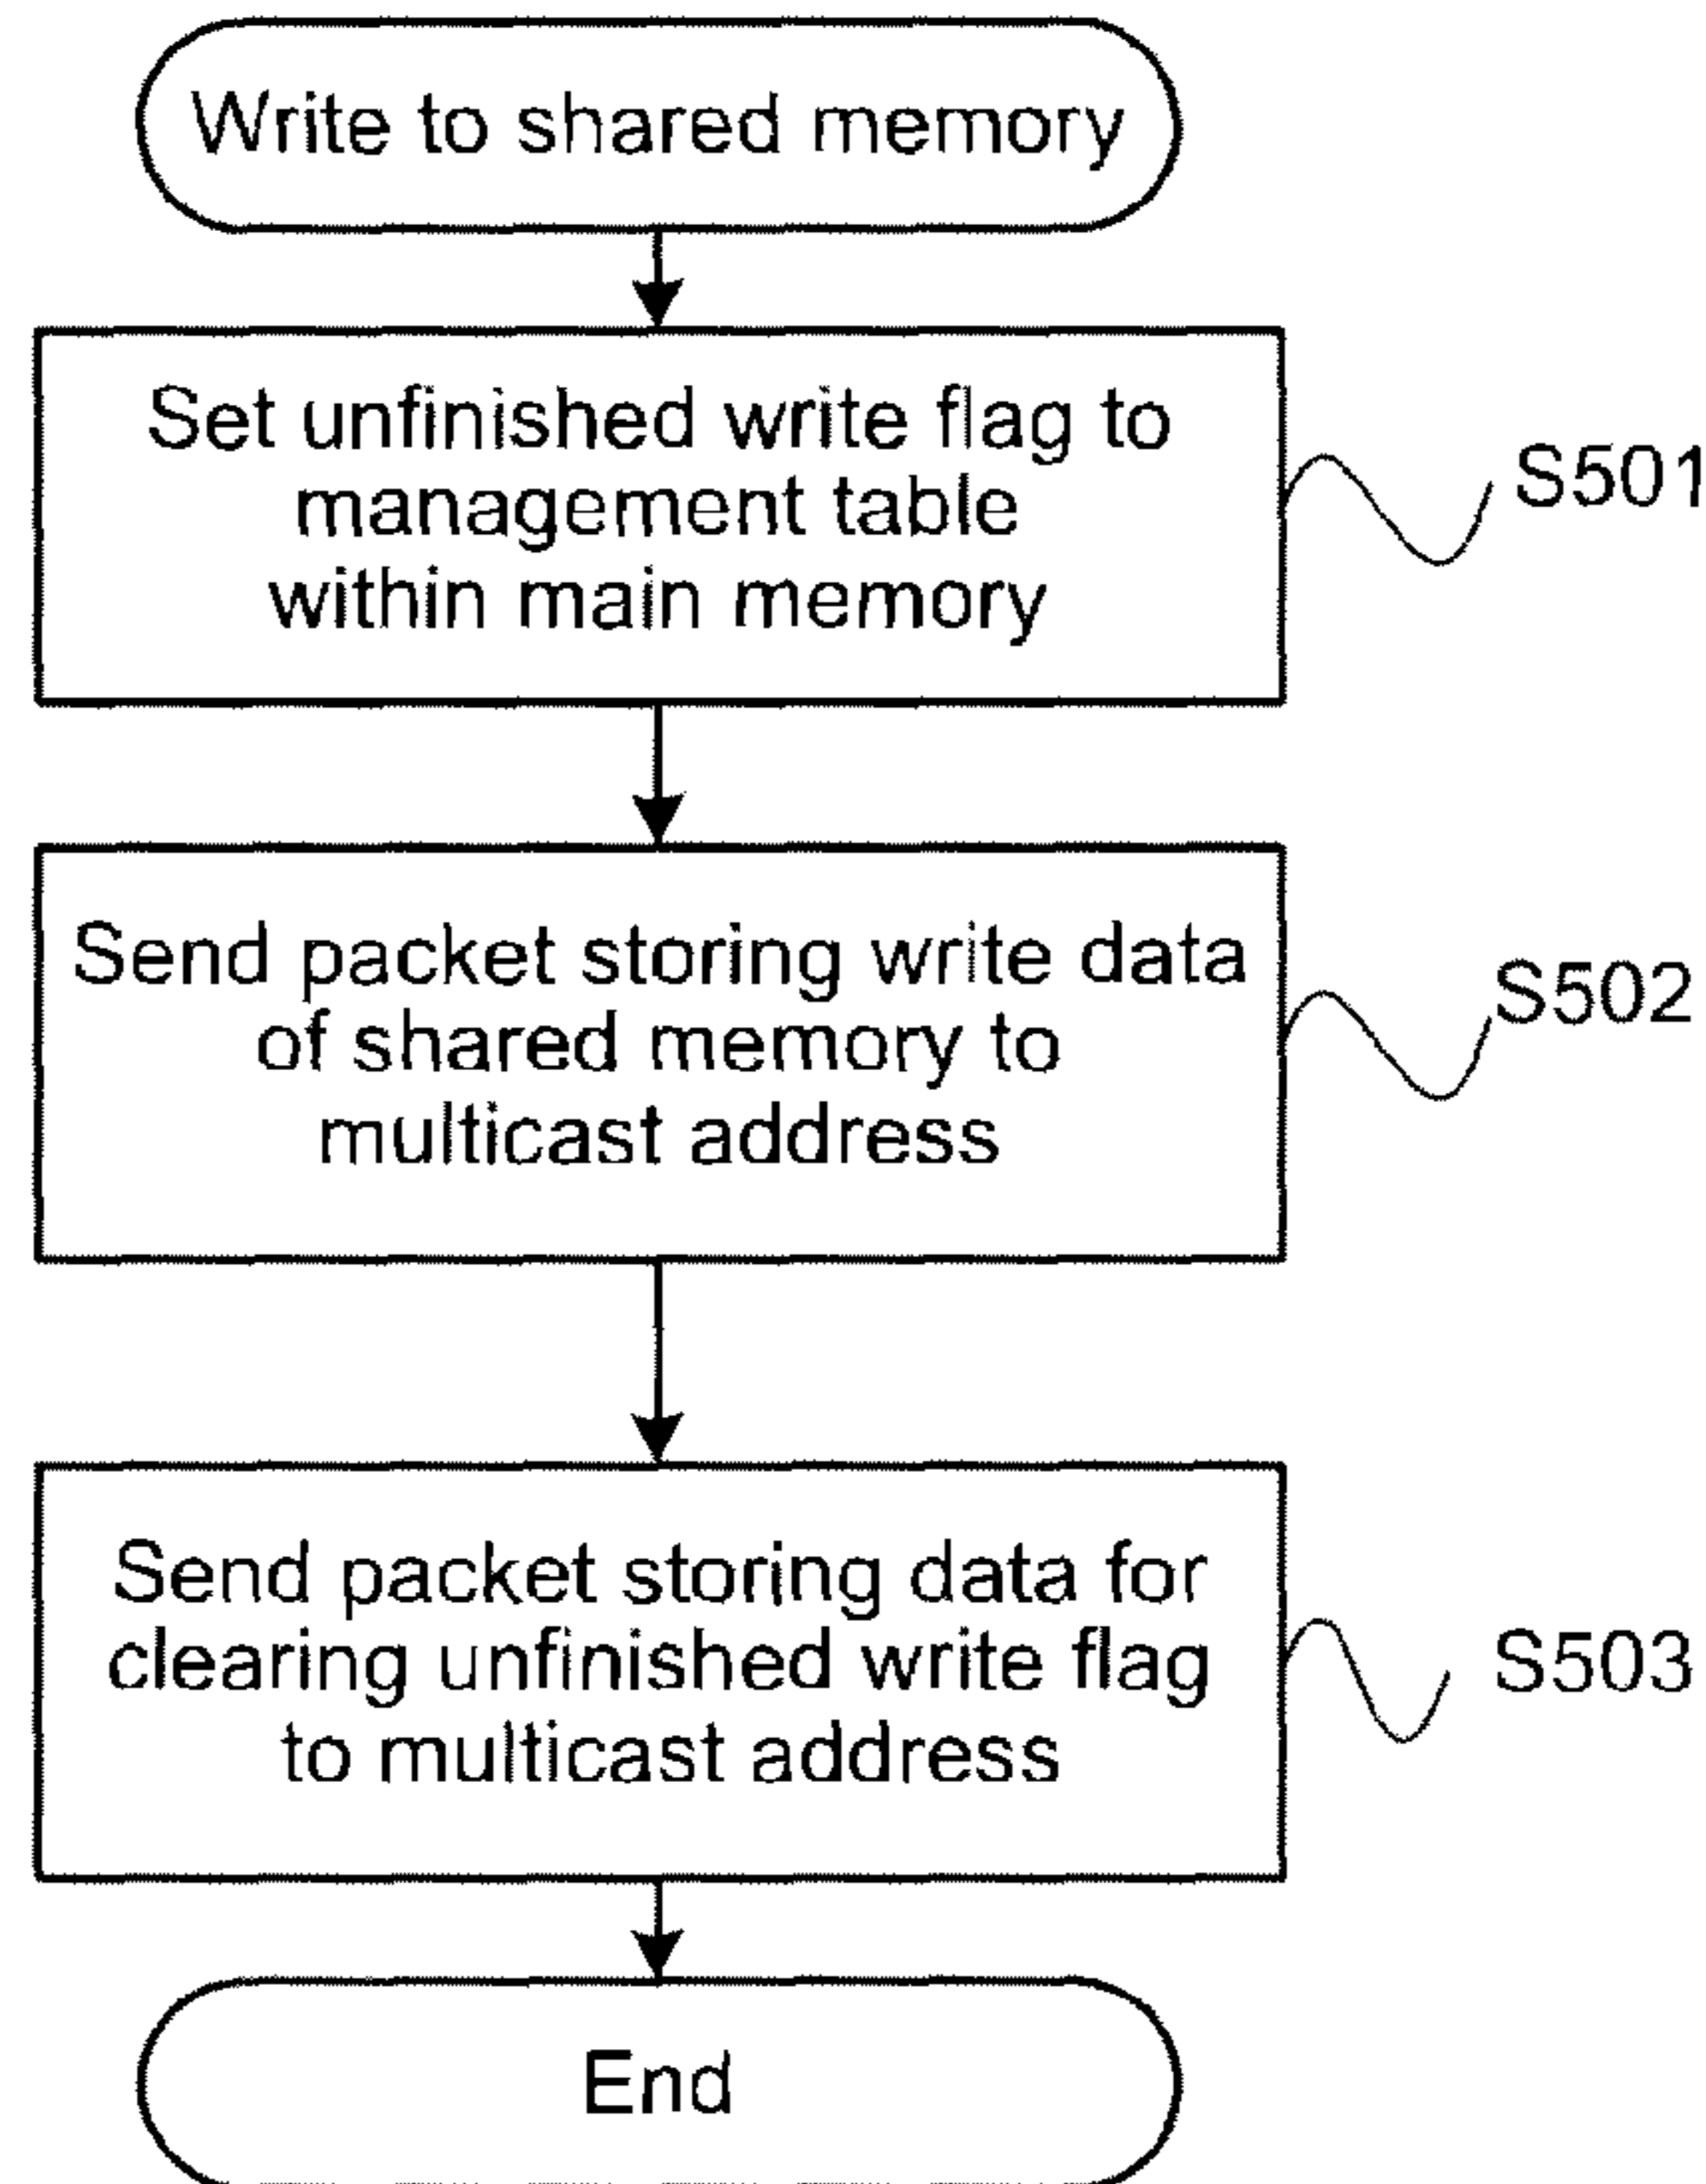 Write to shared memory
Set unfinished write flag to
management table
within main memory
S501
Send packet storing write data
of shared memory to
multicast address
S502
Send packet storing data for
clearing unfinished write flag
to multicast address
S503
End